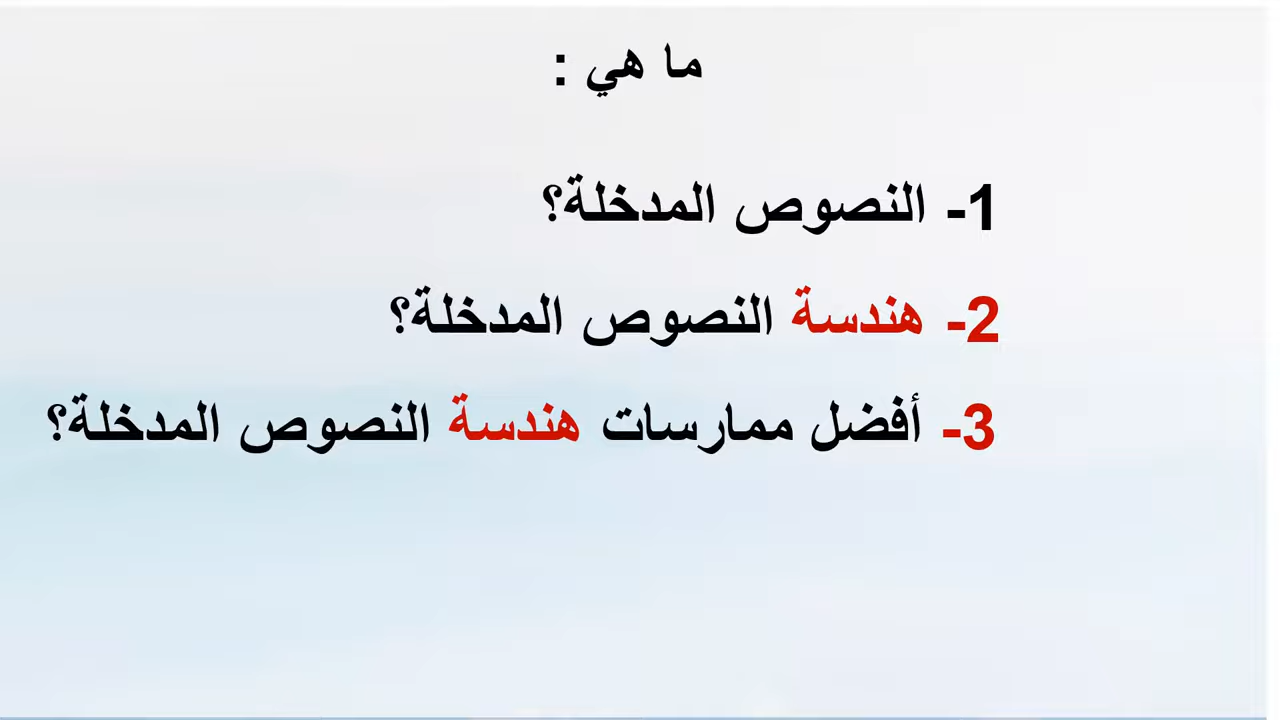 ما هي :
1- النصوص المدخلة؟
2- هندسة النصوص المدخلة؟
3- أفضل ممارسات هندسة النصوص المدخلة؟